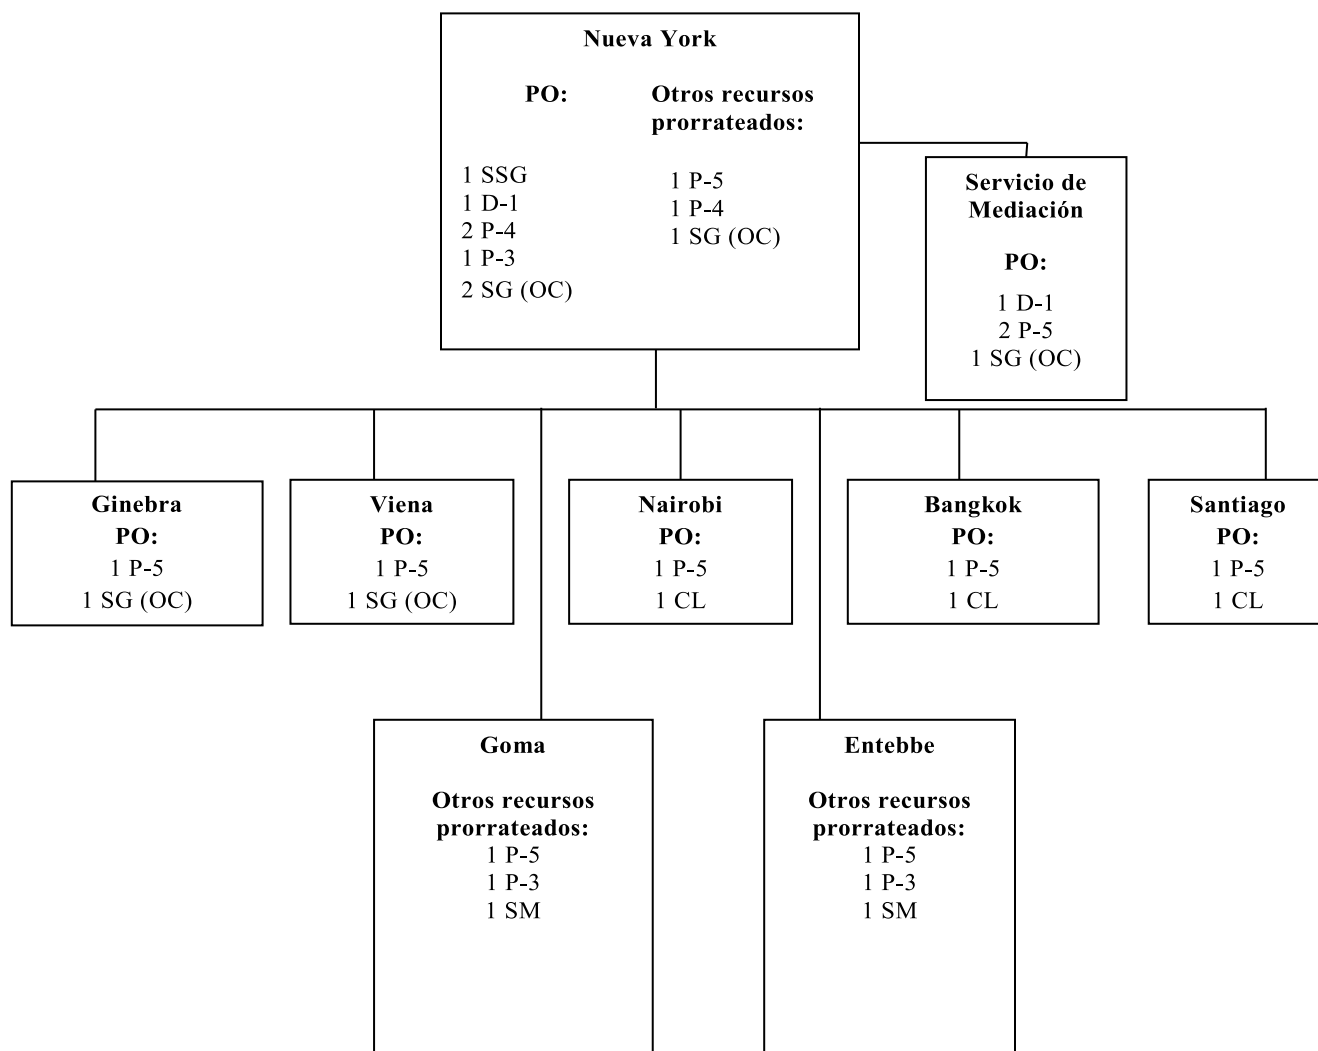 Nueva York
PO:
1 SSG
1 D-1
2 P-4
1 P-3
2 SG (OC)
Otros recursos
prorrateados:
1 P-5
1 P-4
1 SG (OC)
Servicio de
Mediación
PO:
1 D-1
2 P-5
1 SG (OC)
Ginebra
PO:
1 P-5
1 SG (OC)
Viena
PO:
1 P-5
1 SG (OC)
Nairobi
PO:
1 P-5
1 CL
Bangkok
PO:
1 P-5
1 CL
Santiago
PO:
1 P-5
1 CL
Goma
Otros recursos
prorrateados:
1 P-5
1 P-3
1 SM
Entebbe
Otros recursos
prorrateados:
1 P-5
1 P-3
1 SM